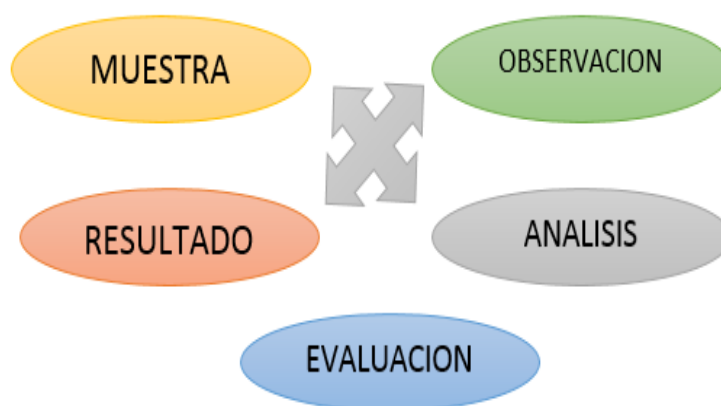 MUESTRA
OBSERVACION
RESULTADO
ANALISIS
EVALUACION